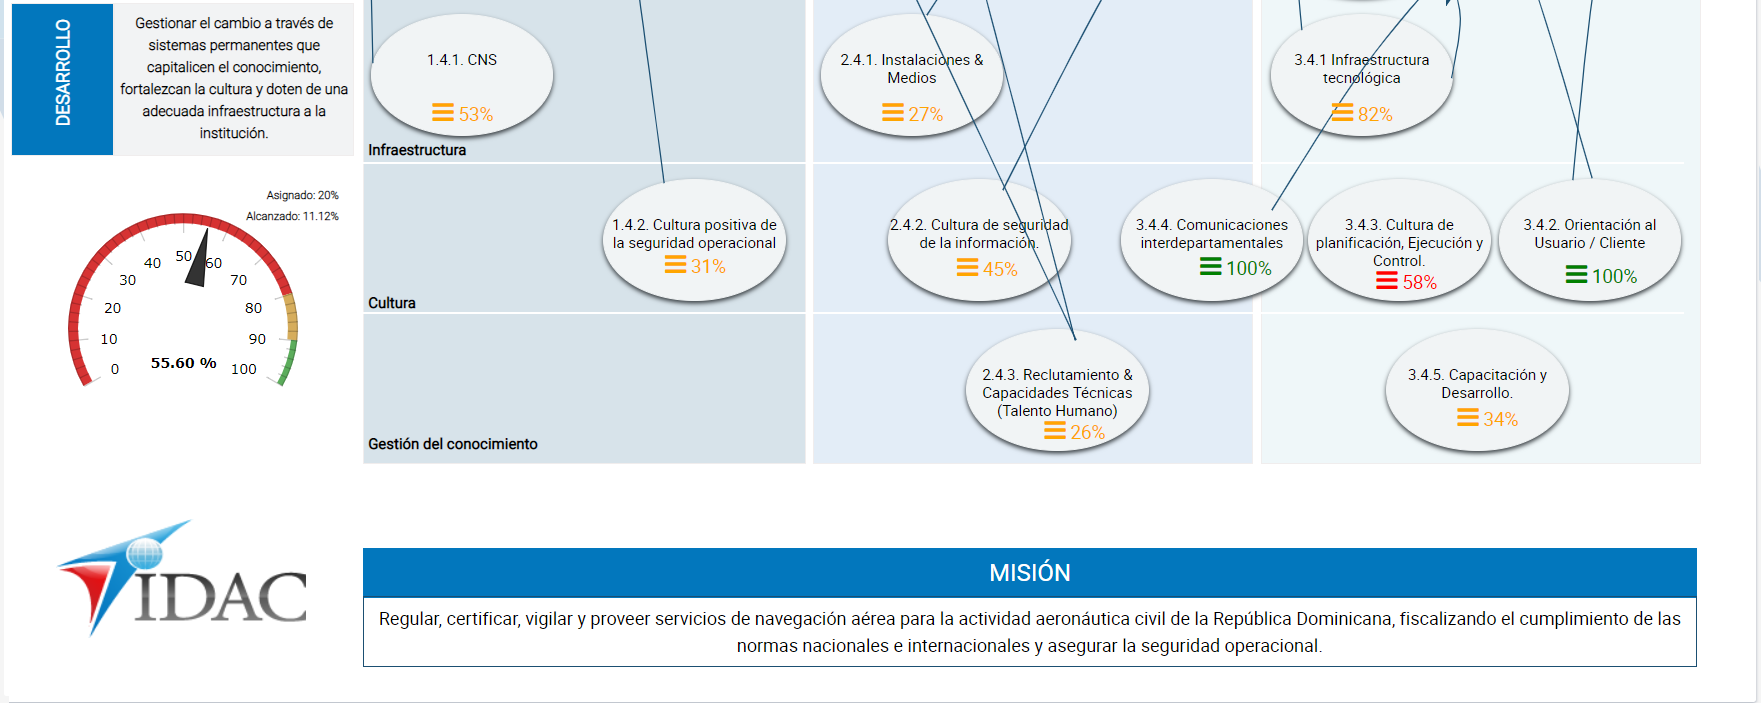 DESARROLLO
Gestionar el cambio a través de
sistemas permanentes que
capitalicen el conocimiento,
fortalezcan la cultura y doten de una
adecuada infraestructura a la
institución.
1.4.1. CNS
53%
2.4.1. Instalaciones &
Medios
27%
3.4.1 Infraestructura
tecnológica
82%
Infraestructura
Asignado: 20%
Alcanzado: 11.12%
0
10
20
30
40
50
60
70
80
90
100
55.60 %
1.4.2. Cultura positiva de
la seguridad operacional
31%
2.4.2. Cultura de seguridad
de la información.
45%
3.4.4. Comunicaciones
interdepartamentales
100%
3.4.3. Cultura de
planificación, Ejecución y
Control.
58%
3.4.2. Orientación al
Usuario / Cliente
100%
Cultura
2.4.3. Reclutamiento &
Capacidades Técnicas
(Talento Humano)
26%
3.4.5. Capacitación y
Desarrollo.
34%
Gestión del conocimiento
IDAC
MISIÓN
Regular, certificar, vigilar y proveer servicios de navegación aérea para la actividad aeronáutica civil de la República Dominicana, fiscalizando el cumplimiento de las
normas nacionales e internacionales y asegurar la seguridad operacional.